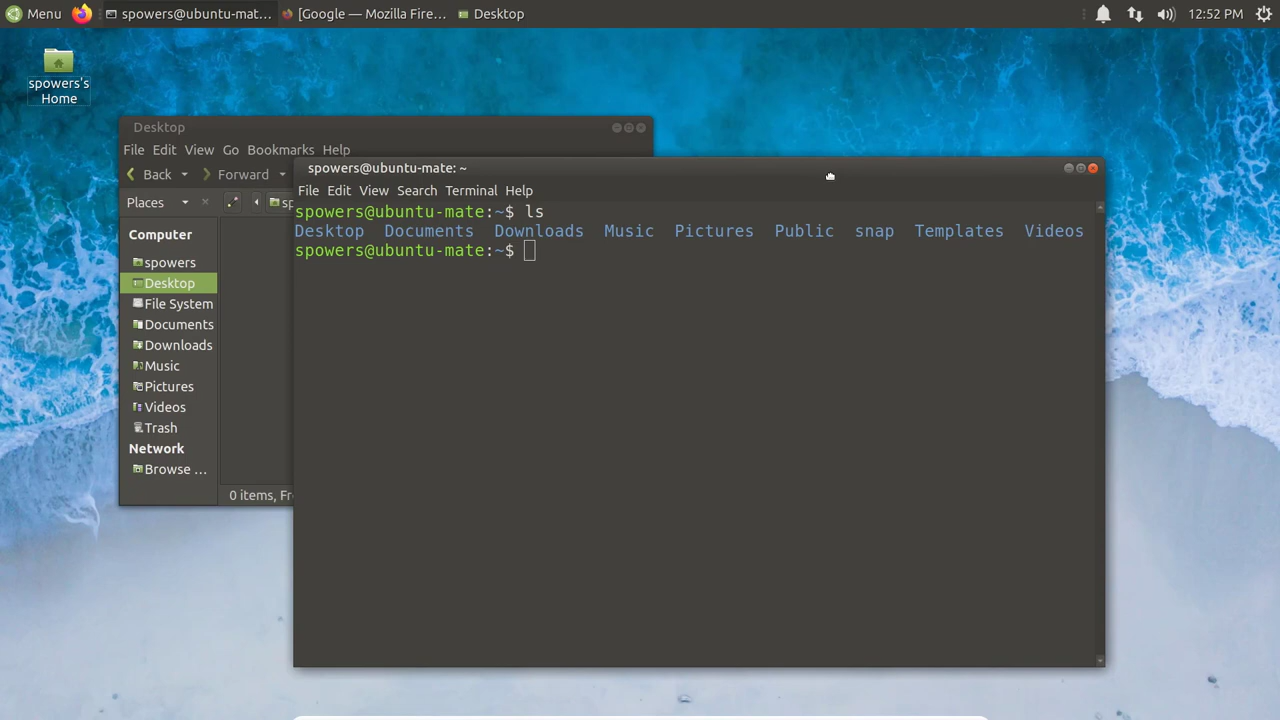 Menu spowers@ubuntu-mat... [Google — Mozilla Fire... Desktop 12:52 PM
spowers's
Home
Desktop
File Edit View Go Bookmarks Help
Back Forward
Places
Computer
spowers
Desktop
File System
Documents
Downloads
Music
Pictures
Videos
Trash
Network
Browse ...
0 items, Fr
spowers@ubuntu-mate: ~
File Edit View Search Terminal Help
spowers@ubuntu-mate:~$ ls
Desktop Documents Downloads Music Pictures Public snap Templates Videos
spowers@ubuntu-mate:~$